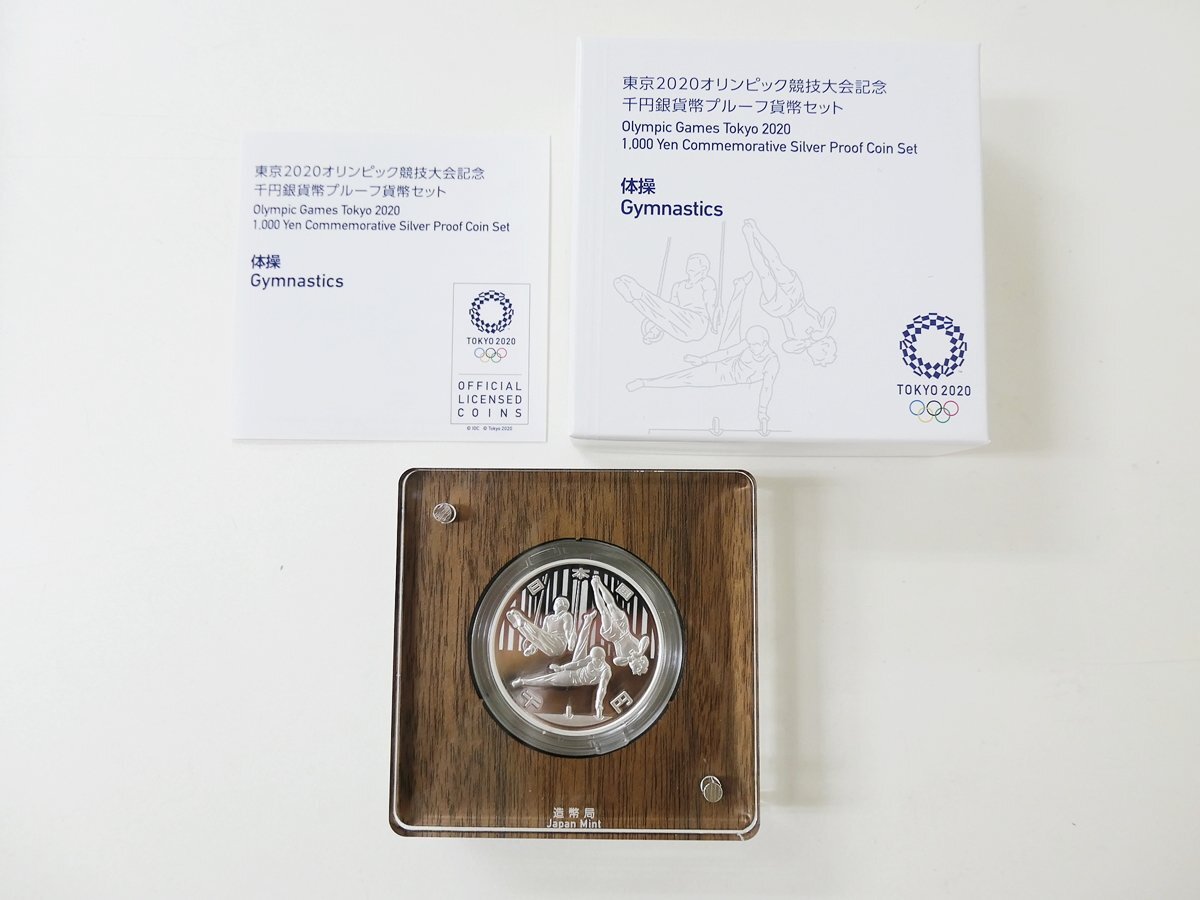 東京2020オリンピック競技大会記念
千円銀貨幣プルーフ貨幣セット
Olympic Games Tokyo 2020
1,000 Yen Commemorative Silver Proof Coin Set
体操
Gymnastics
TOKYO 2020
OFFICIAL
LICENSED
COINS
© IOC © Tokyo 2020
東京2020オリンピック競技大会記念
千円銀貨幣プルーフ貨幣セット
Olympic Games Tokyo 2020
1,000 Yen Commemorative Silver Proof Coin Set
体操
Gymnastics
TOKYO 2020
日本国
千円
造幣局
Japan Mint